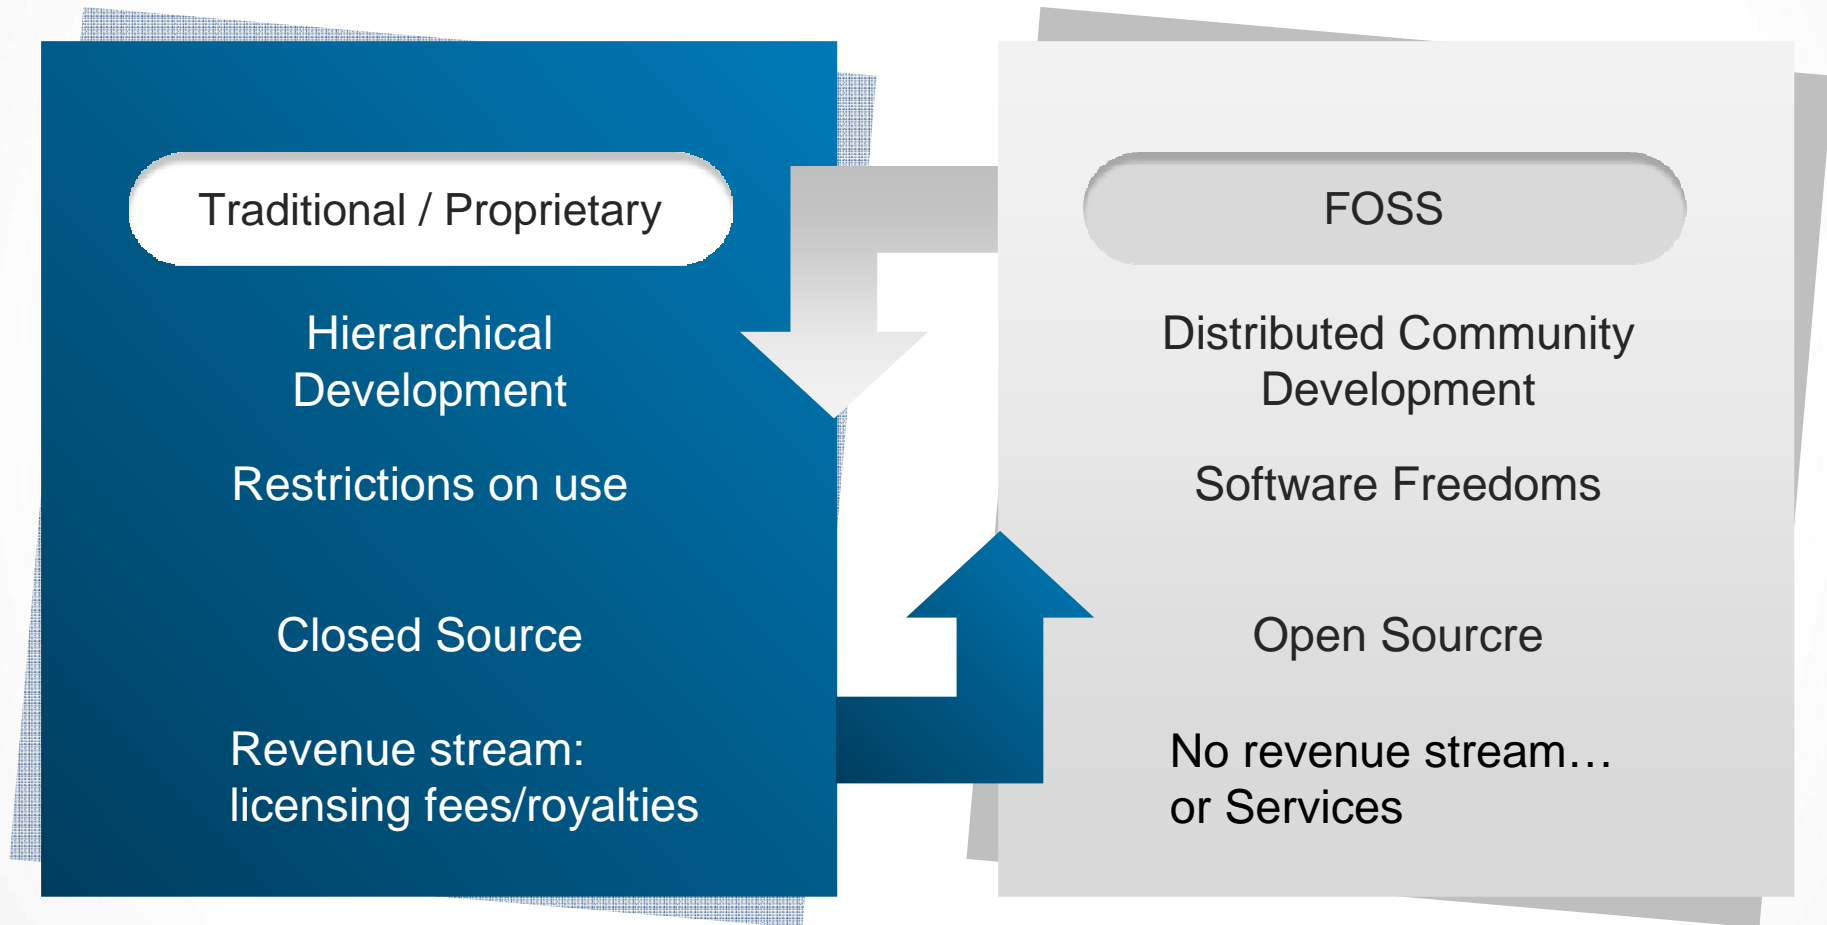 Traditional / Proprietary
Hierarchical
Development
Restrictions on use
Closed Source
Revenue stream:
licensing fees/royalties
FOSS
Distributed Community
Development
Software Freedoms
Open Sourcre
No revenue stream…
or Services